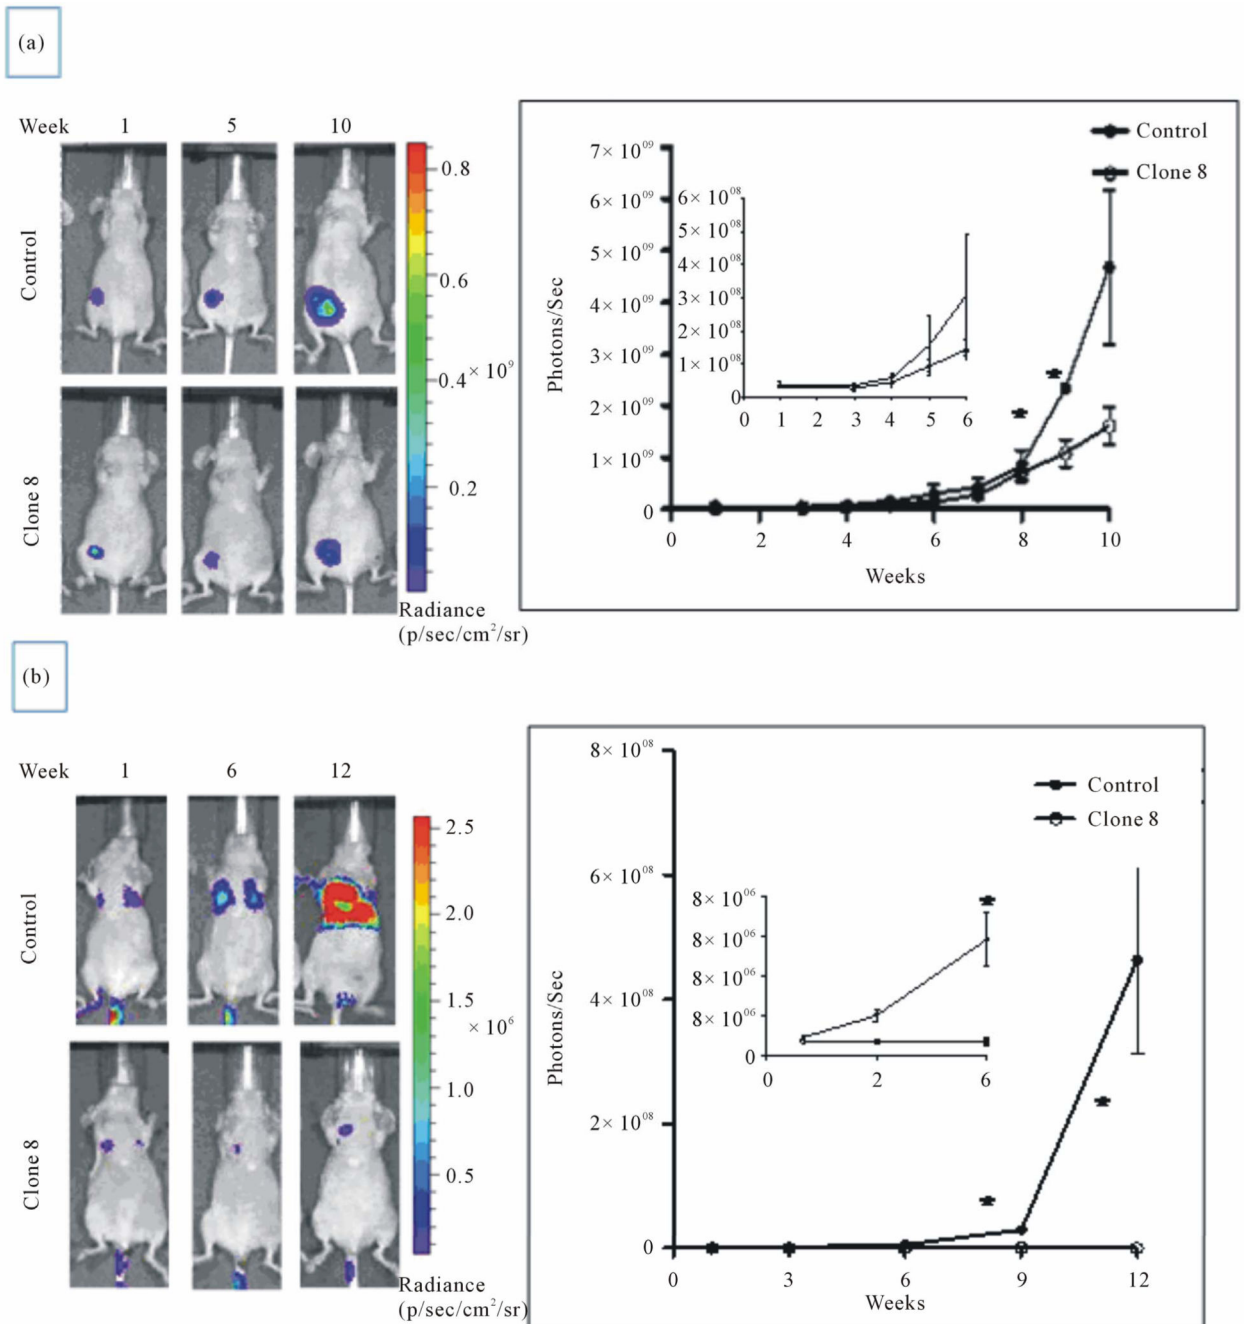 (a)
Week 1 5 10
Control
Clone 8
0.8
0.6
0.4 × 10⁹
0.2
Radiance
(p/sec/cm²/sr)
Control
Clone 8
Photons/Sec
7× 10⁰⁹
6× 10⁰⁹
5× 10⁰⁹
4× 10⁰⁹
3× 10⁰⁹
2× 10⁰⁹
1× 10⁰⁹
0
0 2 4 6 8 10
Weeks
6× 10⁰⁸
5× 10⁰⁸
4× 10⁰⁸
3× 10⁰⁸
2× 10⁰⁸
1× 10⁰⁸
0
0 1 2 3 4 5 6
(b)
Week 1 6 12
Control
Clone 8
2.5
2.0
1.5
× 10⁶
1.0
0.5
Radiance
(p/sec/cm²/sr)
Control
Clone 8
Photons/Sec
8× 10⁰⁸
6× 10⁰⁸
4× 10⁰⁸
2× 10⁰⁸
0
0 3 6 9 12
Weeks
8× 10⁰⁶
8× 10⁰⁶
8× 10⁰⁶
8× 10⁰⁶
0
0 2 6